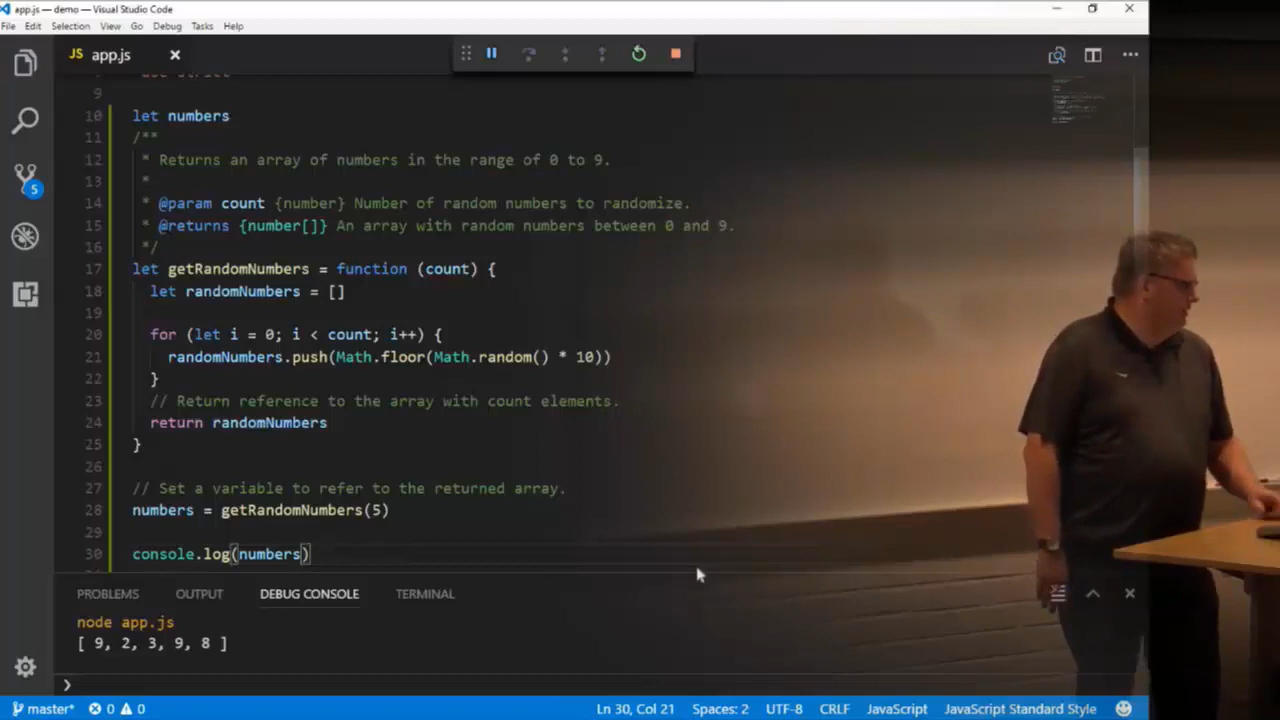 app.js — demo — Visual Studio Code
File Edit Selection View Go Debug Tasks Help
JS app.js
9
10 let numbers
11 /**
12 * Returns an array of numbers in the range of 0 to 9.
13 *
14 * @param count {number} Number of random numbers to randomize.
15 * @returns {number[]} An array with random numbers between 0 and 9.
16 */
17 let getRandomNumbers = function (count) {
18 let randomNumbers = []
19
20 for (let i = 0; i < count; i++) {
21 randomNumbers.push(Math.floor(Math.random() * 10))
22 }
23 // Return reference to the array with count elements.
24 return randomNumbers
25 }
26
27 // Set a variable to refer to the returned array.
28 numbers = getRandomNumbers(5)
29
30 console.log(numbers)
5
PROBLEMS OUTPUT DEBUG CONSOLE TERMINAL
node app.js
[ 9, 2, 3, 9, 8 ]
master* 0 0 Ln 30, Col 21 Spaces: 2 UTF-8 CRLF JavaScript JavaScript Standard Style